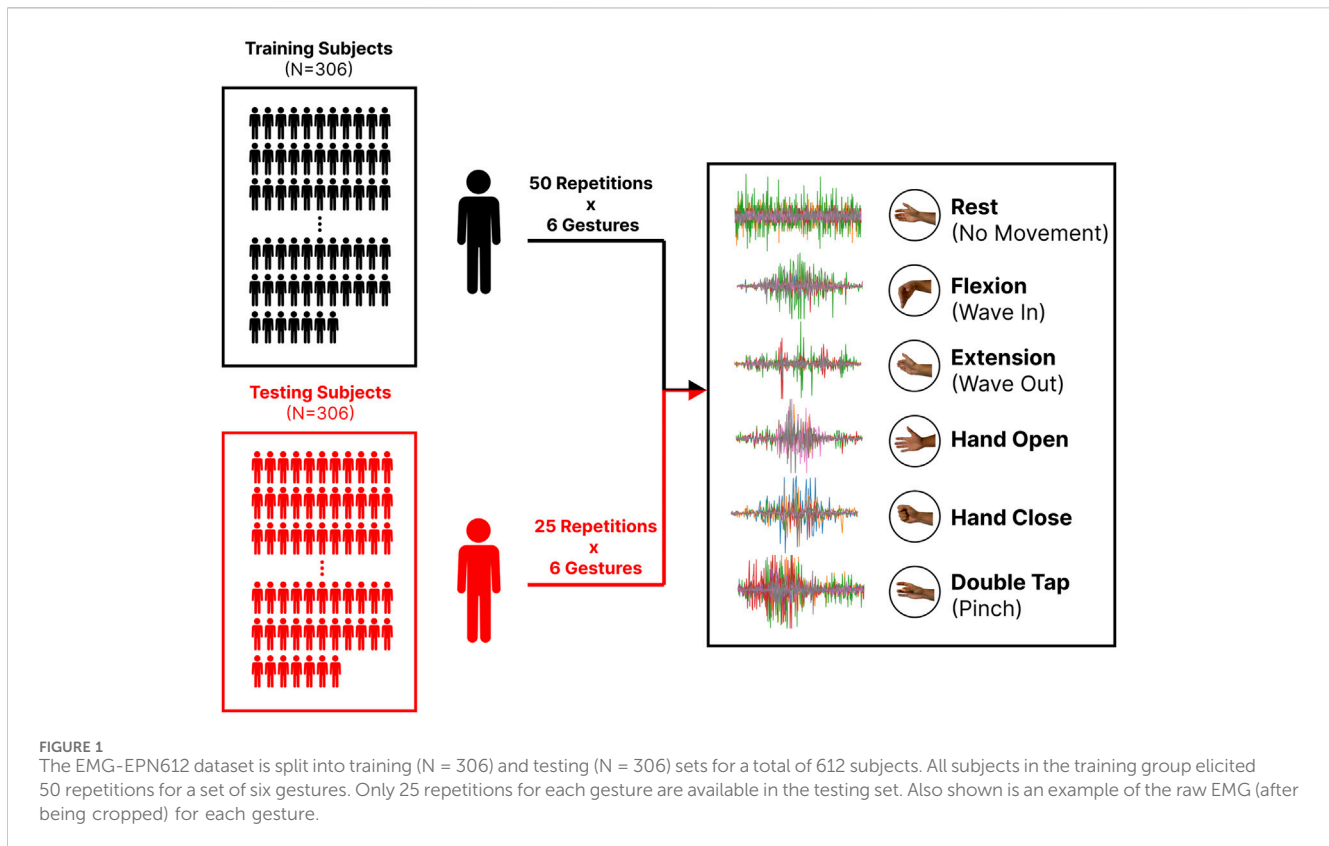 Training Subjects
(N=306)
50 Repetitions
x
6 Gestures
Testing Subjects
(N=306)
25 Repetitions
x
6 Gestures
Rest
(No Movement)
Flexion
(Wave In)
Extension
(Wave Out)
Hand Open
Hand Close
Double Tap
(Pinch)
FIGURE 1
The EMG-EPN612 dataset is split into training (N = 306) and testing (N = 306) sets for a total of 612 subjects. All subjects in the training group elicited
50 repetitions for a set of six gestures. Only 25 repetitions for each gesture are available in the testing set. Also shown is an example of the raw EMG (after
being cropped) for each gesture.